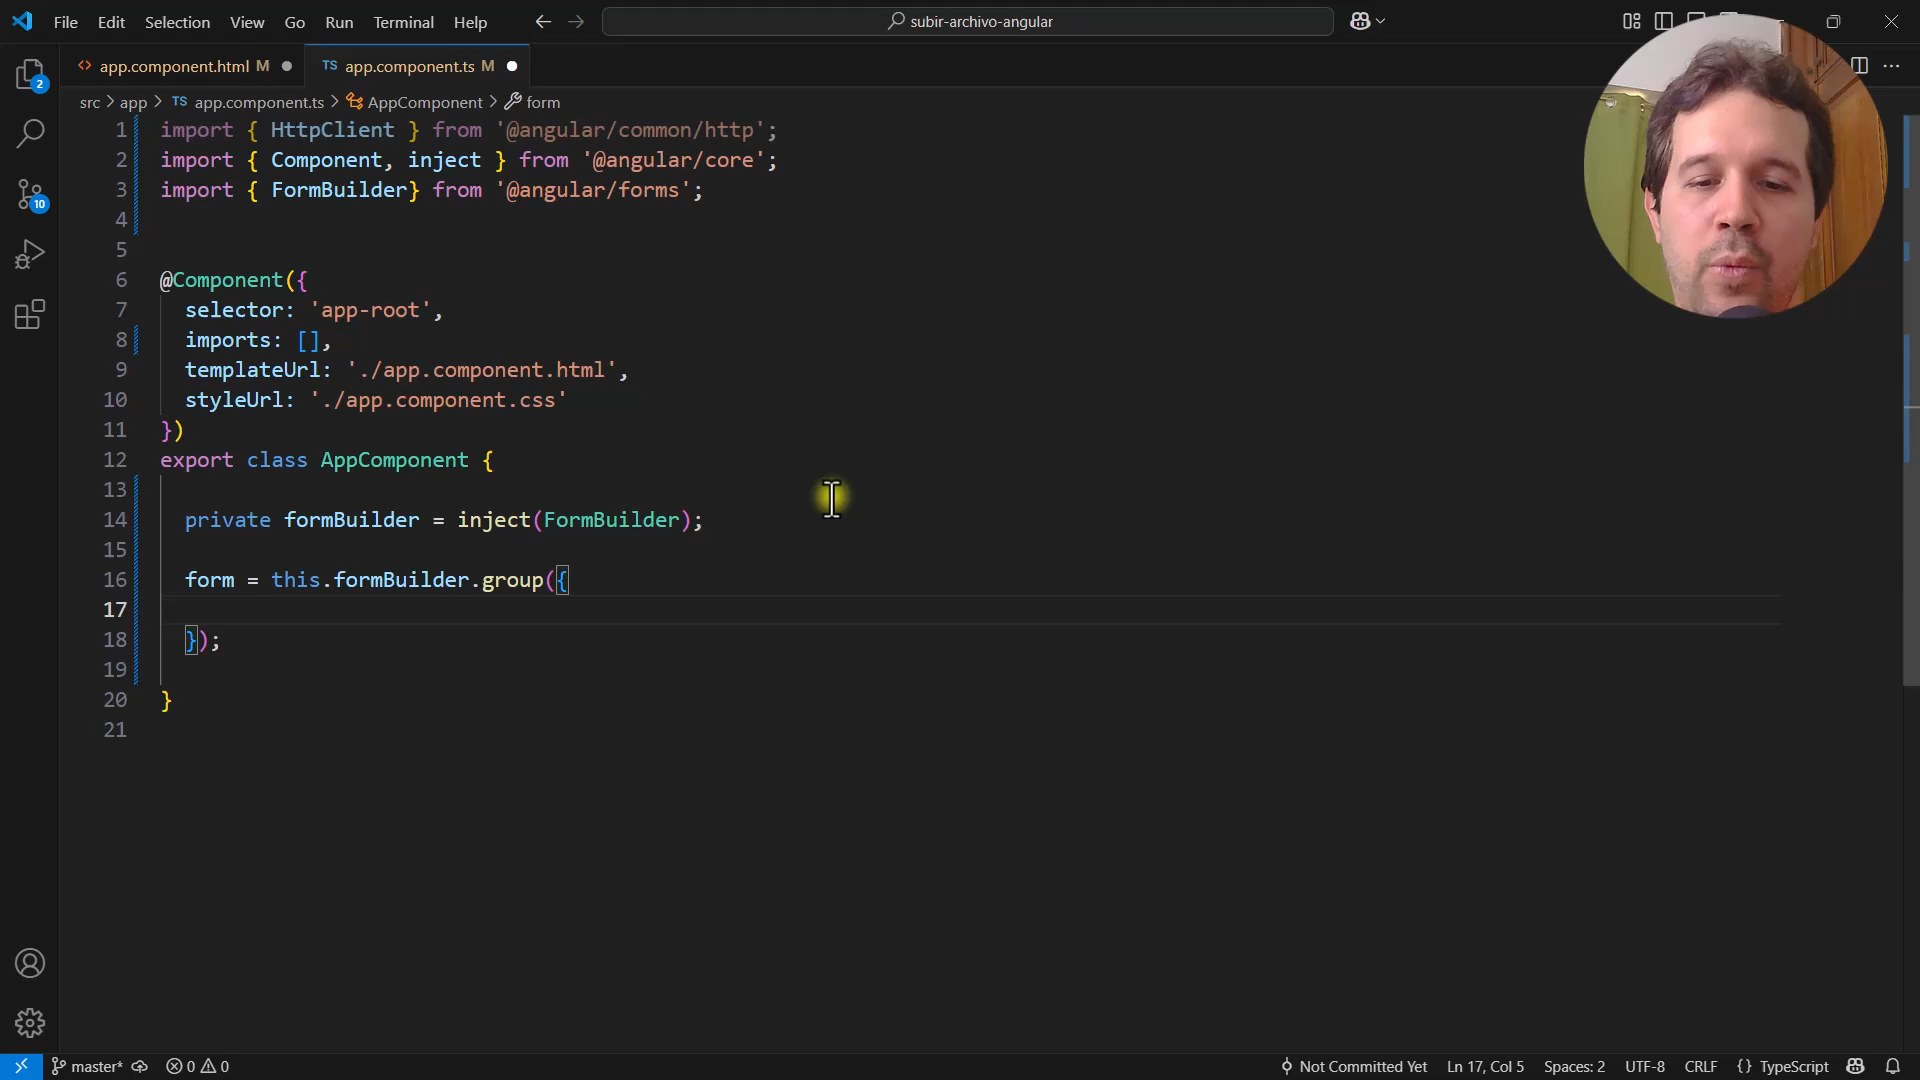 File Edit Selection View Go Run Terminal Help
subir-archivo-angular
app.component.html M
TS app.component.ts M
src > app > TS app.component.ts > AppComponent > form
1 import { HttpClient } from '@angular/common/http';
2 import { Component, inject } from '@angular/core';
3 import { FormBuilder} from '@angular/forms';
4
5
6 @Component({
7 selector: 'app-root',
8 imports: [],
9 templateUrl: './app.component.html',
10 styleUrl: './app.component.css'
11 })
12 export class AppComponent {
13
14 private formBuilder = inject(FormBuilder);
15
16 form = this.formBuilder.group({
17
18 });
19
20 }
21
2
10
master* 0 0
Not Committed Yet Ln 17, Col 5 Spaces: 2 UTF-8 CRLF {} TypeScript